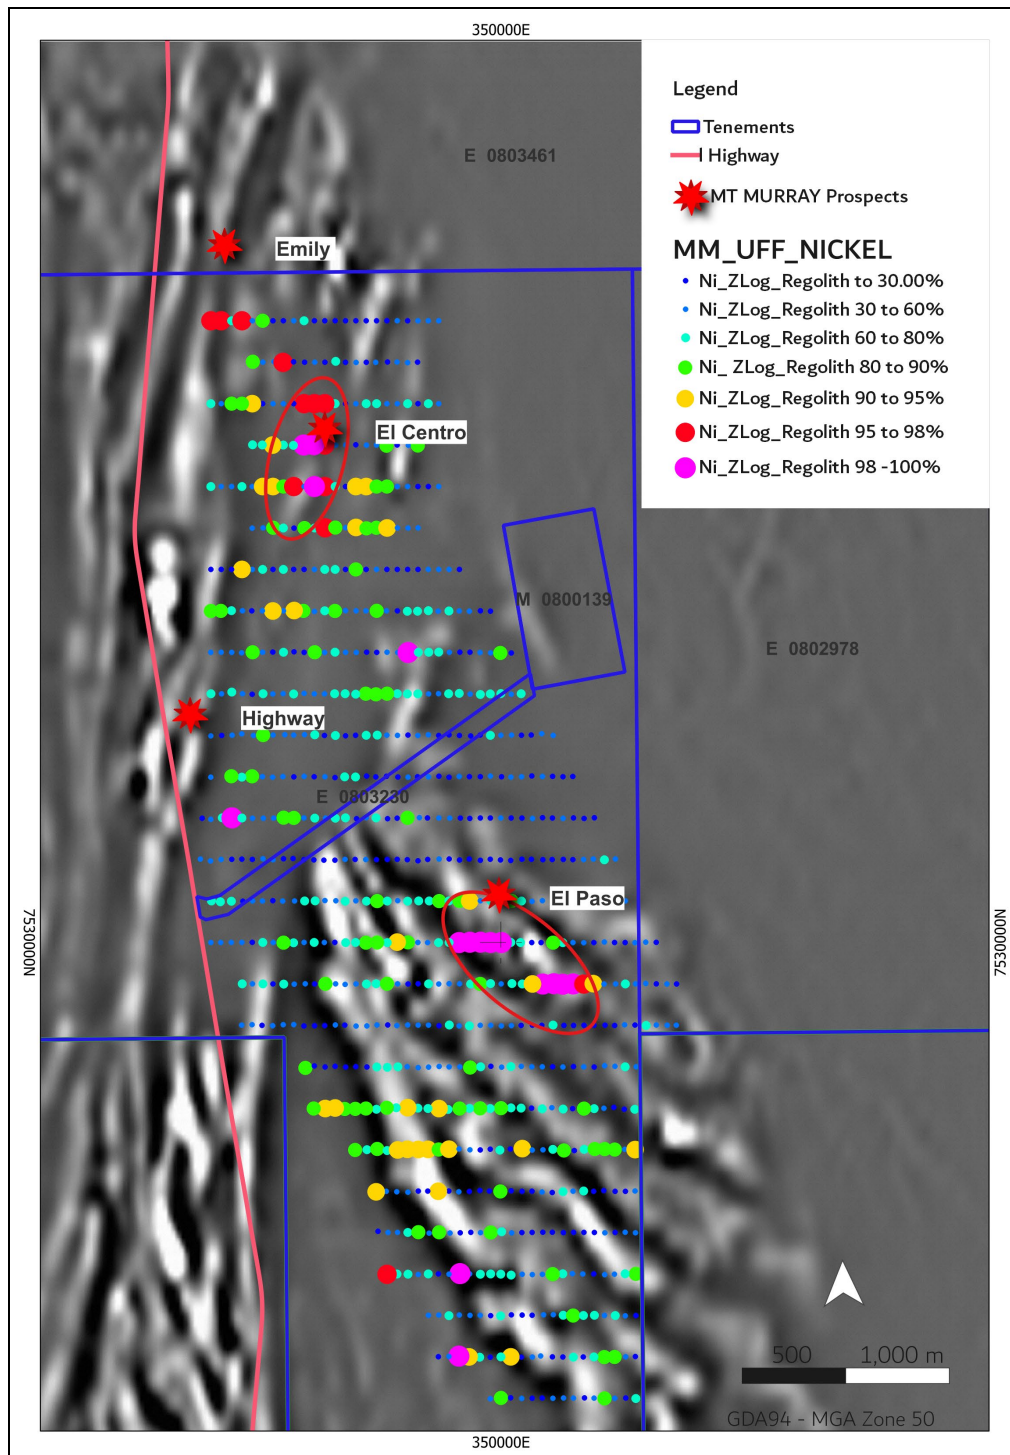 350000E
Legend
Tenements
Highway
MT MURRAY Prospects
MM_UFF_NICKEL
Ni_ZLog_Regolith to 30.00%
Ni_ZLog_Regolith 30 to 60%
Ni_ZLog_Regolith 60 to 80%
Ni_ ZLog_Regolith 80 to 90%
Ni_ZLog_Regolith 90 to 95%
Ni_ZLog_Regolith 95 to 98%
Ni_ZLog_Regolith 98 -100%
E 0803461
Emily
El Centro
M 0800139
E 0802978
Highway
E 0803230
El Paso
7530000N
7530000N
500 1,000 m
GDA94 - MGA Zone 50
350000E